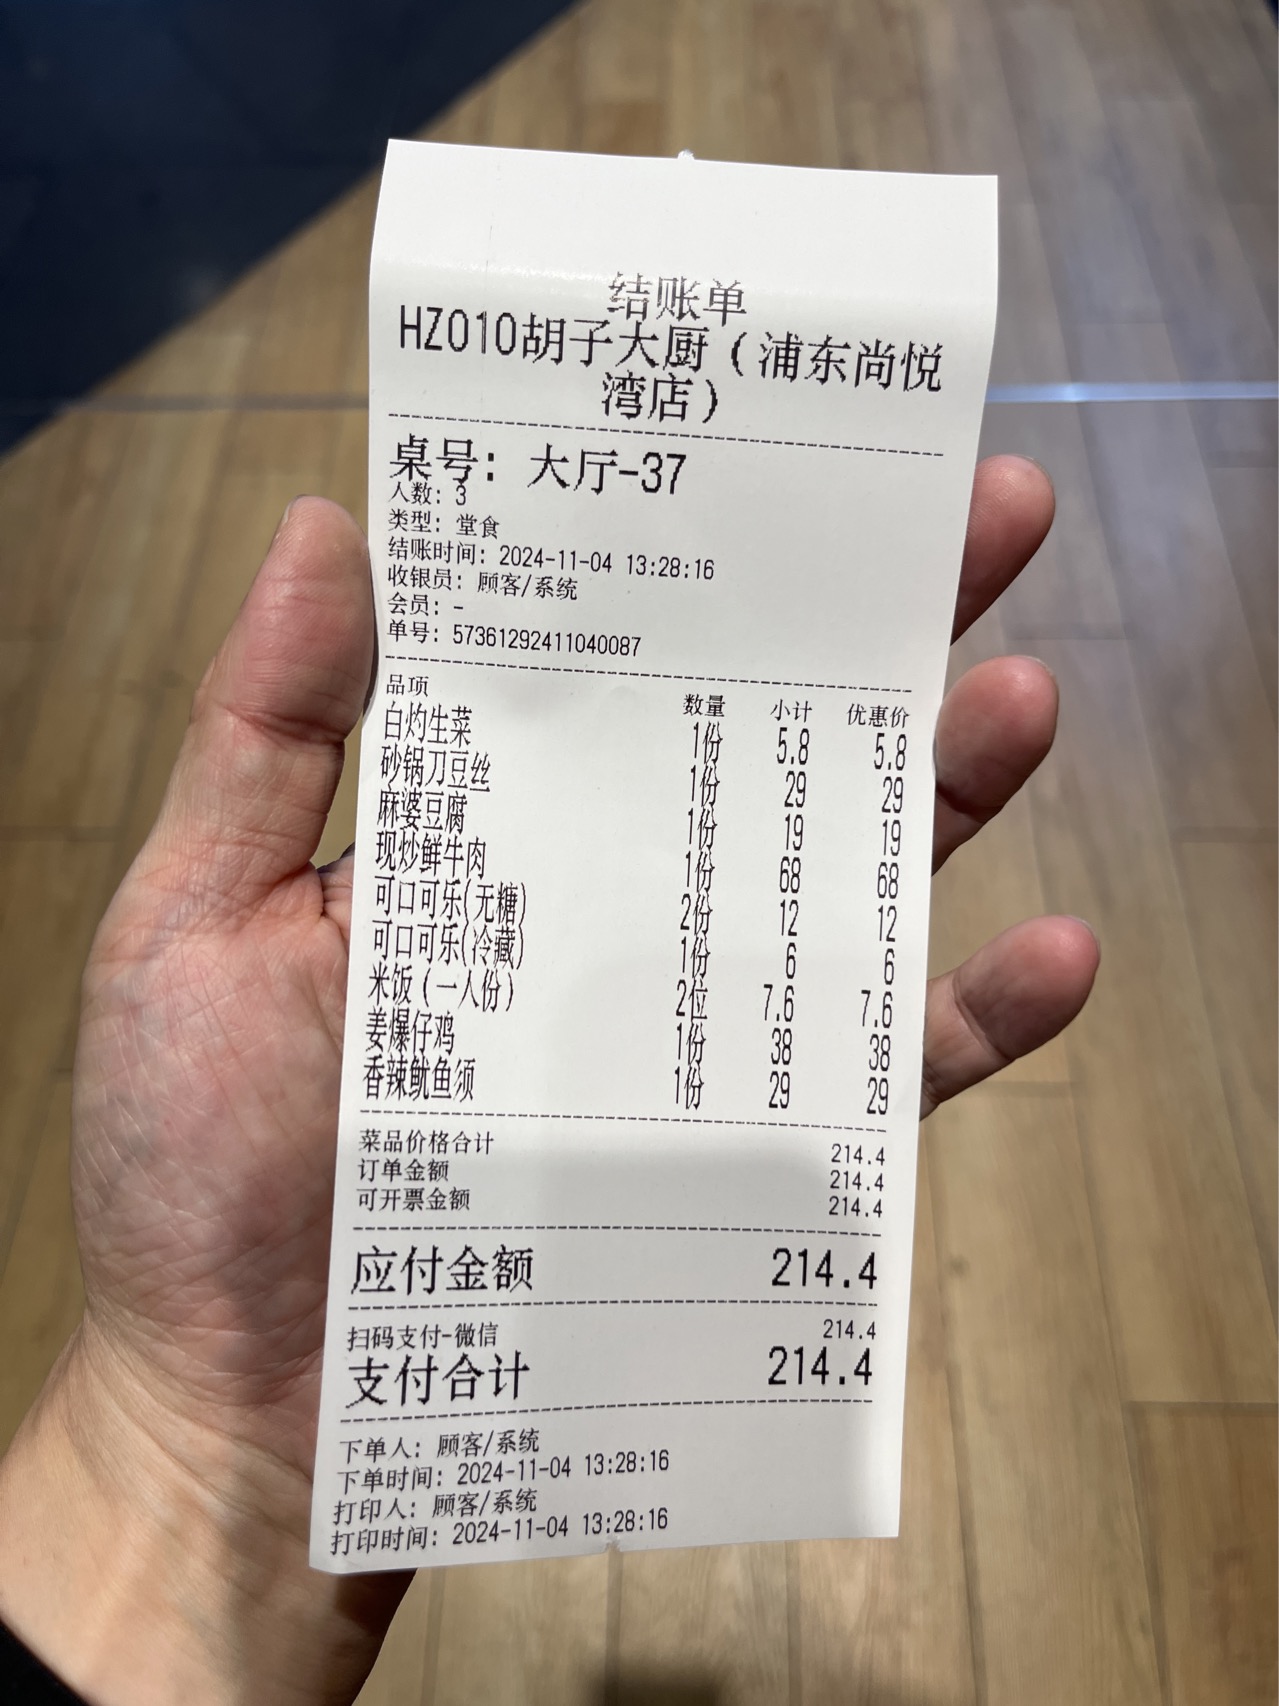 结账单
HZ010胡子大厨（浦东尚悦
湾店）
桌号： 大厅-37
人数: 3
类型: 堂食
结账时间: 2024-11-04 13:28:16
收银员: 顾客/系统
会员: -
单号: 57361292411040087
品项 数量 小计 优惠价
白灼生菜 1份 5.8 5.8
砂锅刀豆丝 1份 29 29
麻婆豆腐 1份 19 19
现炒鲜牛肉 1份 68 68
可口可乐(无糖) 2份 12 12
可口可乐(冷藏) 1份 6 6
米饭（一人份） 2位 7.6 7.6
姜爆仔鸡 1份 38 38
香辣鱿鱼须 1份 29 29
菜品价格合计 214.4
订单金额 214.4
可开票金额 214.4
应付金额 214.4
扫码支付-微信 214.4
支付合计 214.4
下单人: 顾客/系统
下单时间: 2024-11-04 13:28:16
打印人: 顾客/系统
打印时间: 2024-11-04 13:28:16